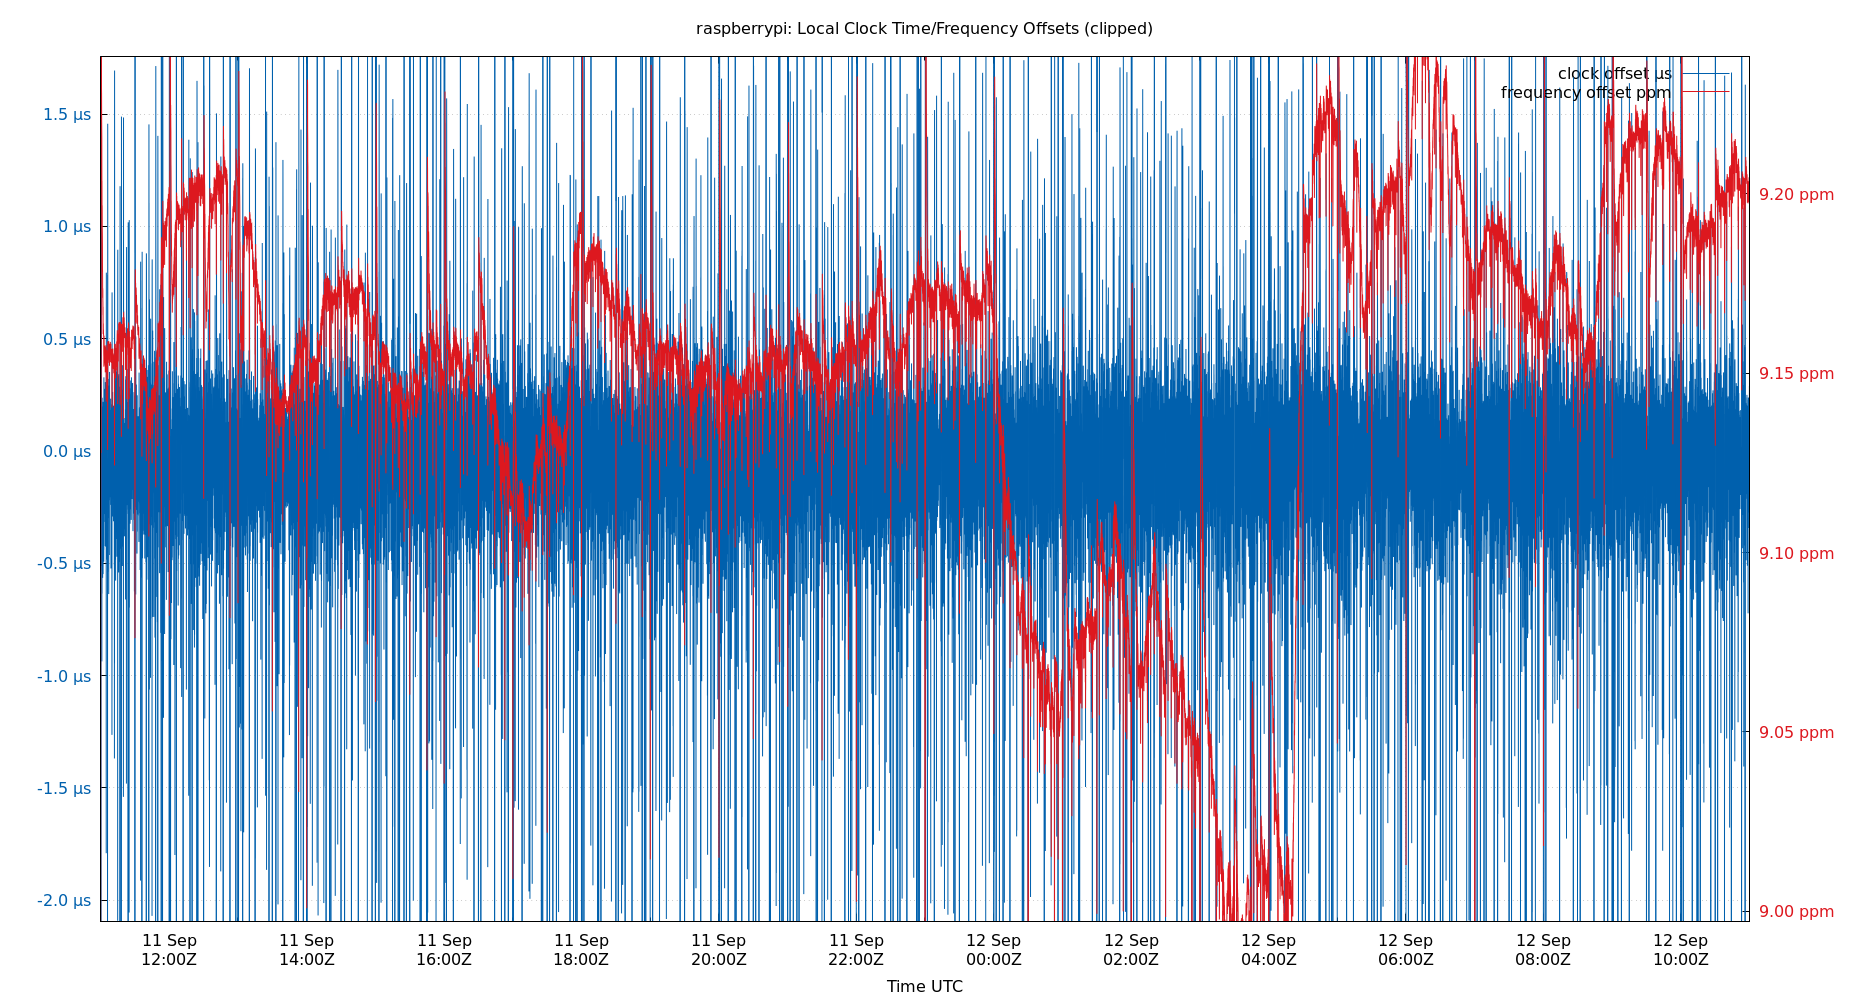 raspberrypi: Local Clock Time/Frequency Offsets (clipped)
clock offset µs
frequency offset ppm
1.5 µs
1.0 µs
0.5 µs
0.0 µs
-0.5 µs
-1.0 µs
-1.5 µs
-2.0 µs
9.20 ppm
9.15 ppm
9.10 ppm
9.05 ppm
9.00 ppm
11 Sep 11 Sep 11 Sep 11 Sep 11 Sep 11 Sep 12 Sep 12 Sep 12 Sep 12 Sep 12 Sep 12 Sep
12:00Z 14:00Z 16:00Z 18:00Z 20:00Z 22:00Z 00:00Z 02:00Z 04:00Z 06:00Z 08:00Z 10:00Z
Time UTC